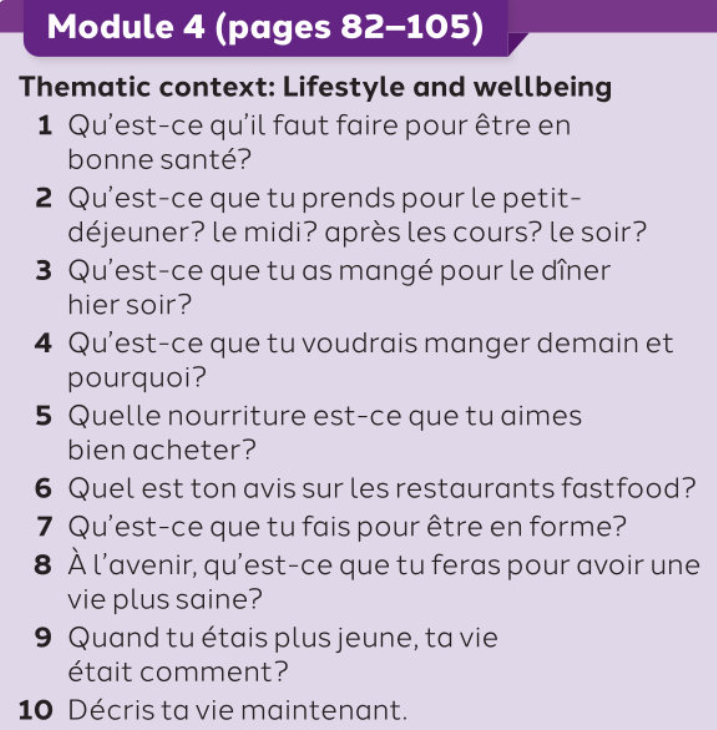 Module 4 (pages 82–105)
Thematic context: Lifestyle and wellbeing
1 Qu’est-ce qu’il faut faire pour être en
bonne santé?
2 Qu’est-ce que tu prends pour le petit-
déjeuner? le midi? après les cours? le soir?
3 Qu’est-ce que tu as mangé pour le dîner
hier soir?
4 Qu’est-ce que tu voudrais manger demain et
pourquoi?
5 Quelle nourriture est-ce que tu aimes
bien acheter?
6 Quel est ton avis sur les restaurants fastfood?
7 Qu’est-ce que tu fais pour être en forme?
8 À l’avenir, qu’est-ce que tu feras pour avoir une
vie plus saine?
9 Quand tu étais plus jeune, ta vie
était comment?
10 Décris ta vie maintenant.